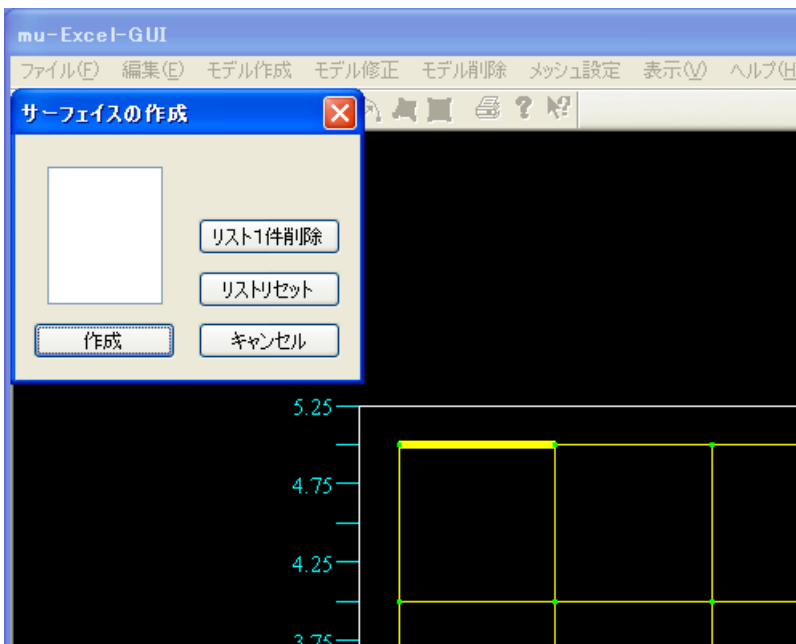 mu-Excel-GUI
ファイル(F) 編集(E) モデル作成 モデル修正 モデル削除 メッシュ設定 表示(V) ヘルプ(H
サーフェイスの作成
リスト1件削除
リストリセット
作成 キャンセル
5.25
4.75
4.25
3.75